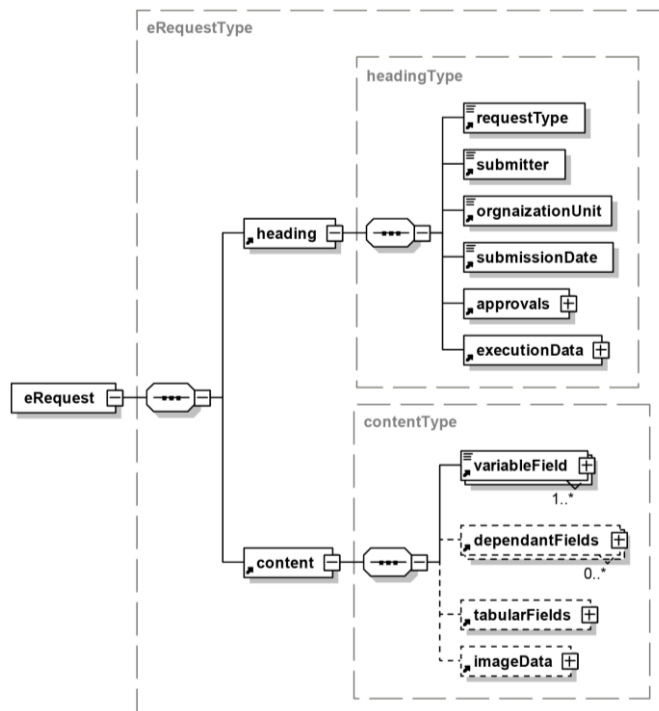 eRequestType
headingType
requestType
submitter
orgnaizationUnit
heading
submissionDate
approvals
executionData
eRequest
contentType
variableField
1..*
dependantFields
content
0..*
tabularFields
imageData